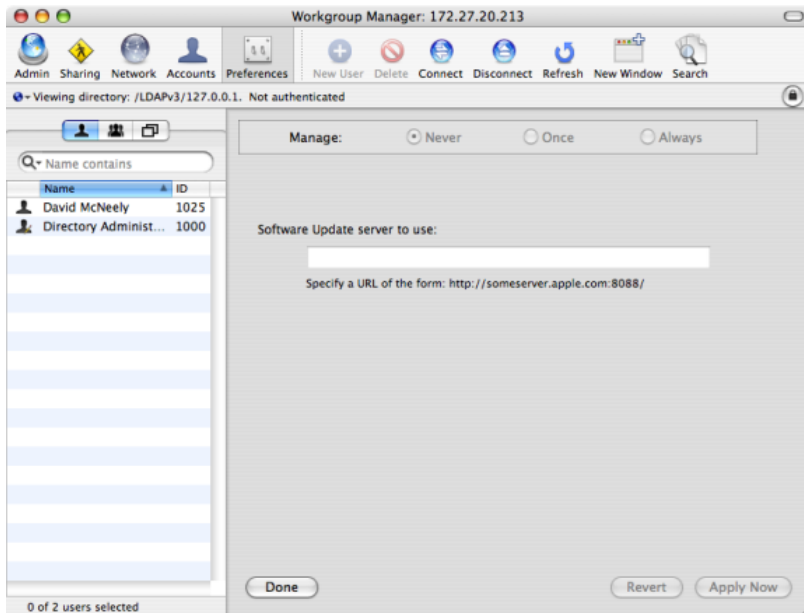 Workgroup Manager: 172.27.20.213
Admin Sharing Network Accounts Preferences New User Delete Connect Disconnect Refresh New Window Search
Viewing directory: /LDAPv3/127.0.0.1. Not authenticated
Manage: Never Once Always
Name contains
Name ID
David McNeely 1025
Directory Administ... 1000
Software Update server to use:
Specify a URL of the form: http://someserver.apple.com:8088/
Done Revert Apply Now
0 of 2 users selected